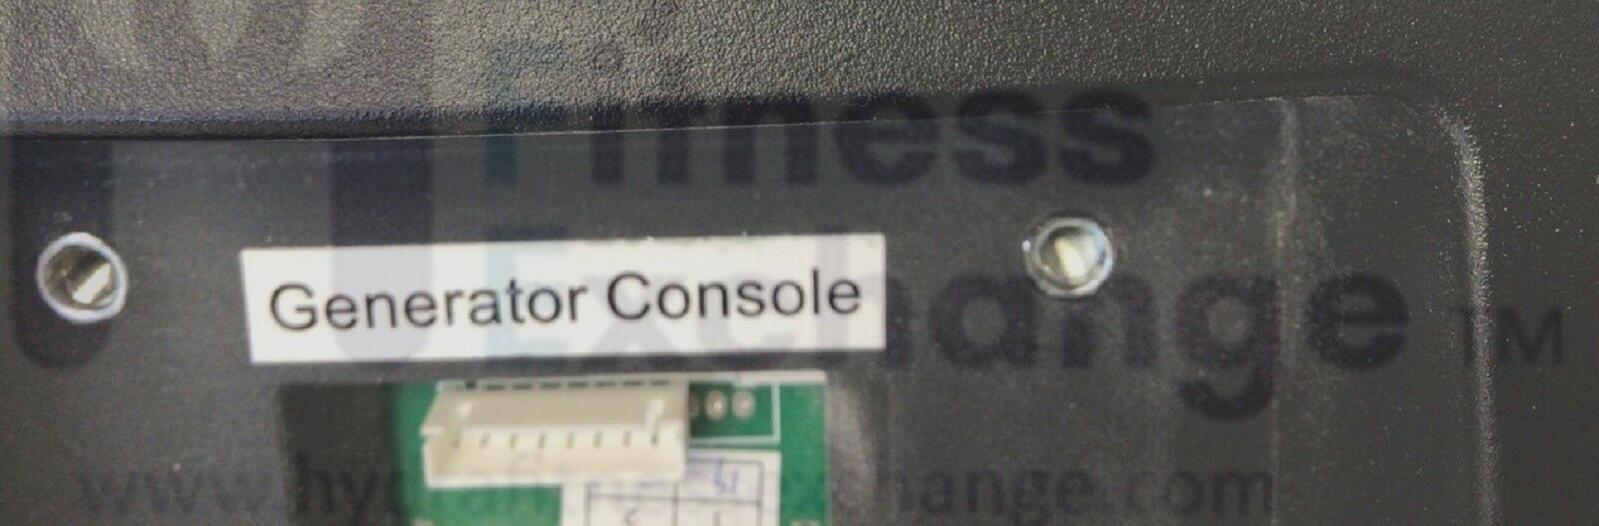 Fitness
Generator Console
Exchange ™